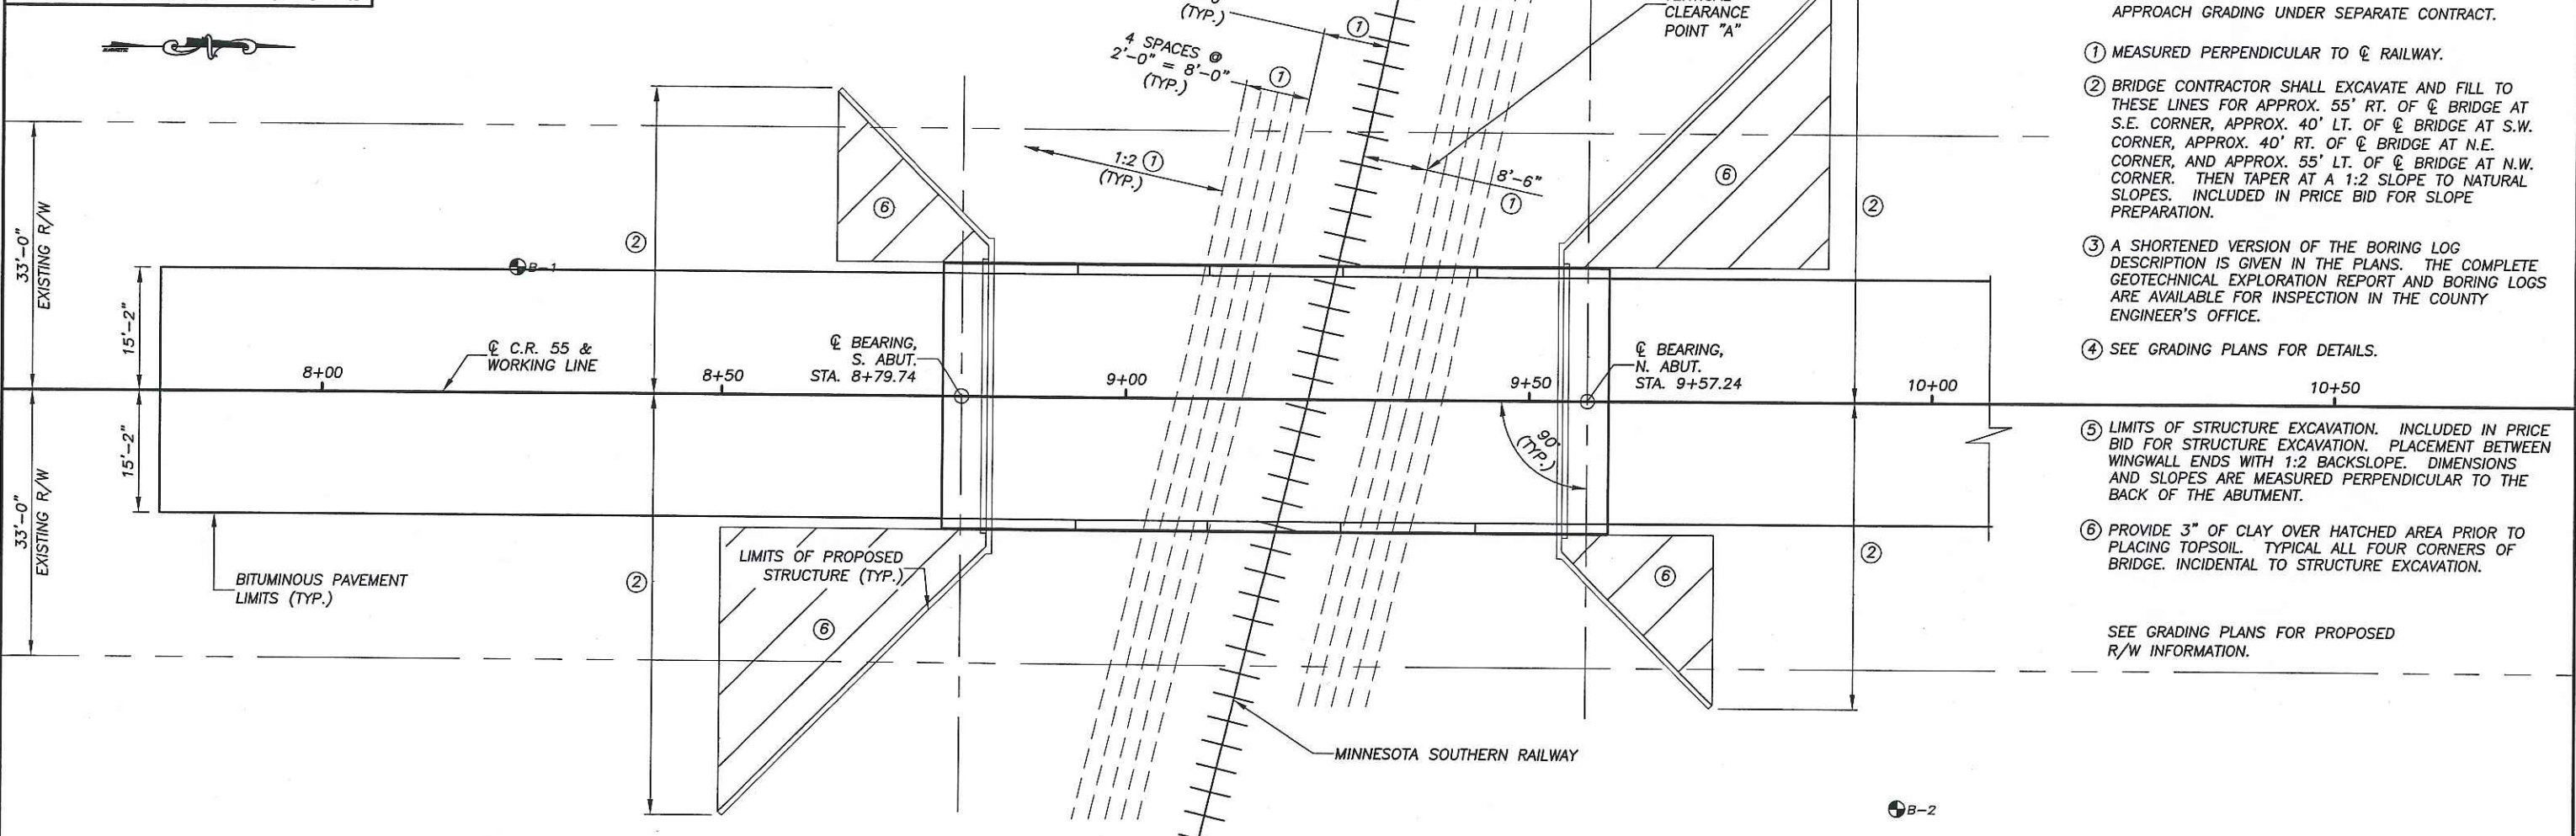 (TYP.)
4 SPACES @
2'-0" = 8'-0"
(TYP.)
①
①
CLEARANCE
POINT "A"
1:2 ①
(TYP.)
8'-6"
①
⑥
⑥
②
②
33'-0"
EXISTING R/W
15'-2"
B-1
℄ C.R. 55 &
WORKING LINE
℄ BEARING,
S. ABUT.
STA. 8+79.74
℄ BEARING,
N. ABUT.
STA. 9+57.24
8+00
8+50
9+00
9+50
10+00
10+50
90°
(TYP.)
33'-0"
EXISTING R/W
15'-2"
BITUMINOUS PAVEMENT
LIMITS (TYP.)
LIMITS OF PROPOSED
STRUCTURE (TYP.)
②
②
⑥
⑥
MINNESOTA SOUTHERN RAILWAY
B-2
APPROACH GRADING UNDER SEPARATE CONTRACT.
① MEASURED PERPENDICULAR TO ℄ RAILWAY.
② BRIDGE CONTRACTOR SHALL EXCAVATE AND FILL TO
THESE LINES FOR APPROX. 55' RT. OF ℄ BRIDGE AT
S.E. CORNER, APPROX. 40' LT. OF ℄ BRIDGE AT S.W.
CORNER, APPROX. 40' RT. OF ℄ BRIDGE AT N.E.
CORNER, AND APPROX. 55' LT. OF ℄ BRIDGE AT N.W.
CORNER. THEN TAPER AT A 1:2 SLOPE TO NATURAL
SLOPES. INCLUDED IN PRICE BID FOR SLOPE
PREPARATION.
③ A SHORTENED VERSION OF THE BORING LOG
DESCRIPTION IS GIVEN IN THE PLANS. THE COMPLETE
GEOTECHNICAL EXPLORATION REPORT AND BORING LOGS
ARE AVAILABLE FOR INSPECTION IN THE COUNTY
ENGINEER'S OFFICE.
④ SEE GRADING PLANS FOR DETAILS.
⑤ LIMITS OF STRUCTURE EXCAVATION. INCLUDED IN PRICE
BID FOR STRUCTURE EXCAVATION. PLACEMENT BETWEEN
WINGWALL ENDS WITH 1:2 BACKSLOPE. DIMENSIONS
AND SLOPES ARE MEASURED PERPENDICULAR TO THE
BACK OF THE ABUTMENT.
⑥ PROVIDE 3" OF CLAY OVER HATCHED AREA PRIOR TO
PLACING TOPSOIL. TYPICAL ALL FOUR CORNERS OF
BRIDGE. INCIDENTAL TO STRUCTURE EXCAVATION.
SEE GRADING PLANS FOR PROPOSED
R/W INFORMATION.